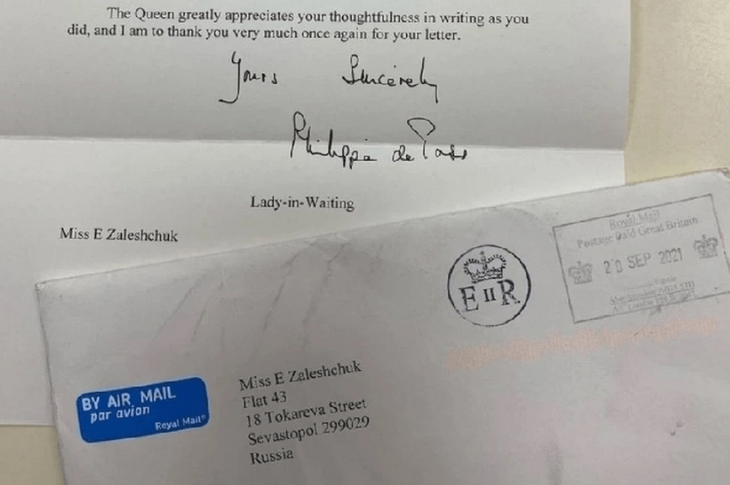 The Queen greatly appreciates your thoughtfulness in writing as you
did, and I am to thank you very much once again for your letter.
Yours Sincerely
Philippa de Pass
Lady-in-Waiting
Miss E Zaleshchuk
E II R
Royal Mail
Postage Paid Great Britain
20 SEP 2021
BY AIR MAIL
par avion
Royal Mail®
Miss E Zaleshchuk
Flat 43
18 Tokareva Street
Sevastopol 299029
Russia